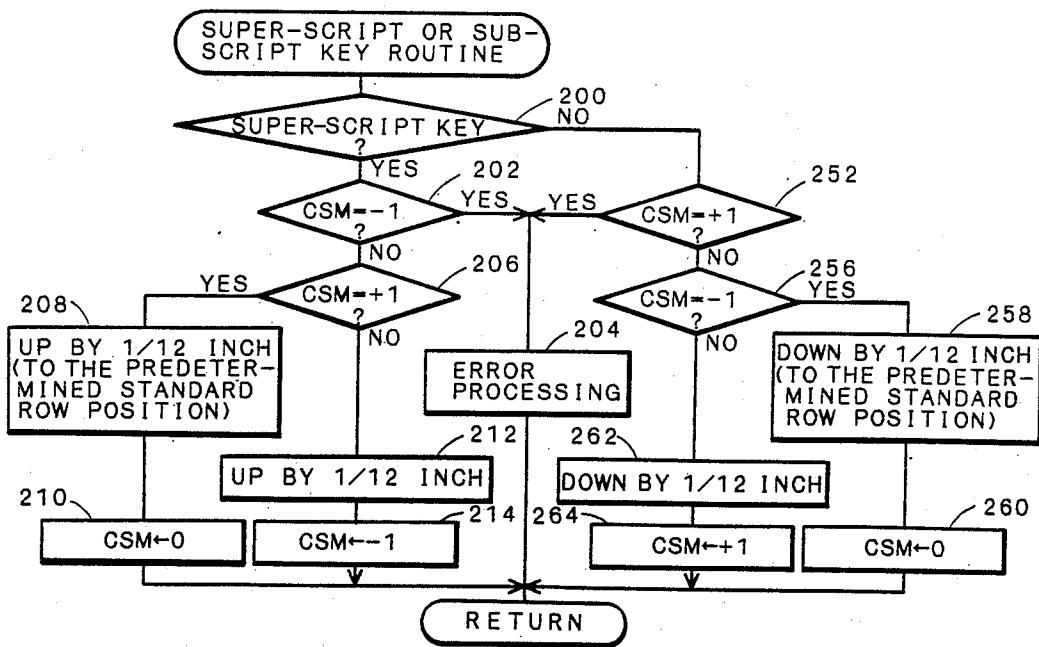 SUPER-SCRIPT OR SUB-
SCRIPT KEY ROUTINE
200
SUPER-SCRIPT KEY
?
NO
YES
202
CSM=-1
?
YES
NO
252
YES
CSM=+1
?
NO
206
YES
CSM=+1
?
NO
256
CSM=-1
?
YES
NO
208
UP BY 1/12 INCH
(TO THE PREDETER-
MINED STANDARD
ROW POSITION)
204
ERROR
PROCESSING
258
DOWN BY 1/12 INCH
(TO THE PREDETER-
MINED STANDARD
ROW POSITION)
212
UP BY 1/12 INCH
262
DOWN BY 1/12 INCH
210
CSM←0
214
CSM←-1
264
CSM←+1
260
CSM←0
RETURN